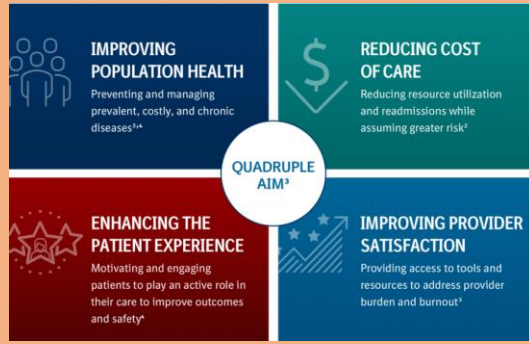 IMPROVING
POPULATION HEALTH
Preventing and managing
prevalent, costly, and chronic
diseases²,⁴
REDUCING COST
OF CARE
Reducing resource utilization
and readmissions while
assuming greater risk²
QUADRUPLE
AIM³
ENHANCING THE
PATIENT EXPERIENCE
Motivating and engaging
patients to play an active role in
their care to improve outcomes
and safety⁴
IMPROVING PROVIDER
SATISFACTION
Providing access to tools and
resources to address provider
burden and burnout³